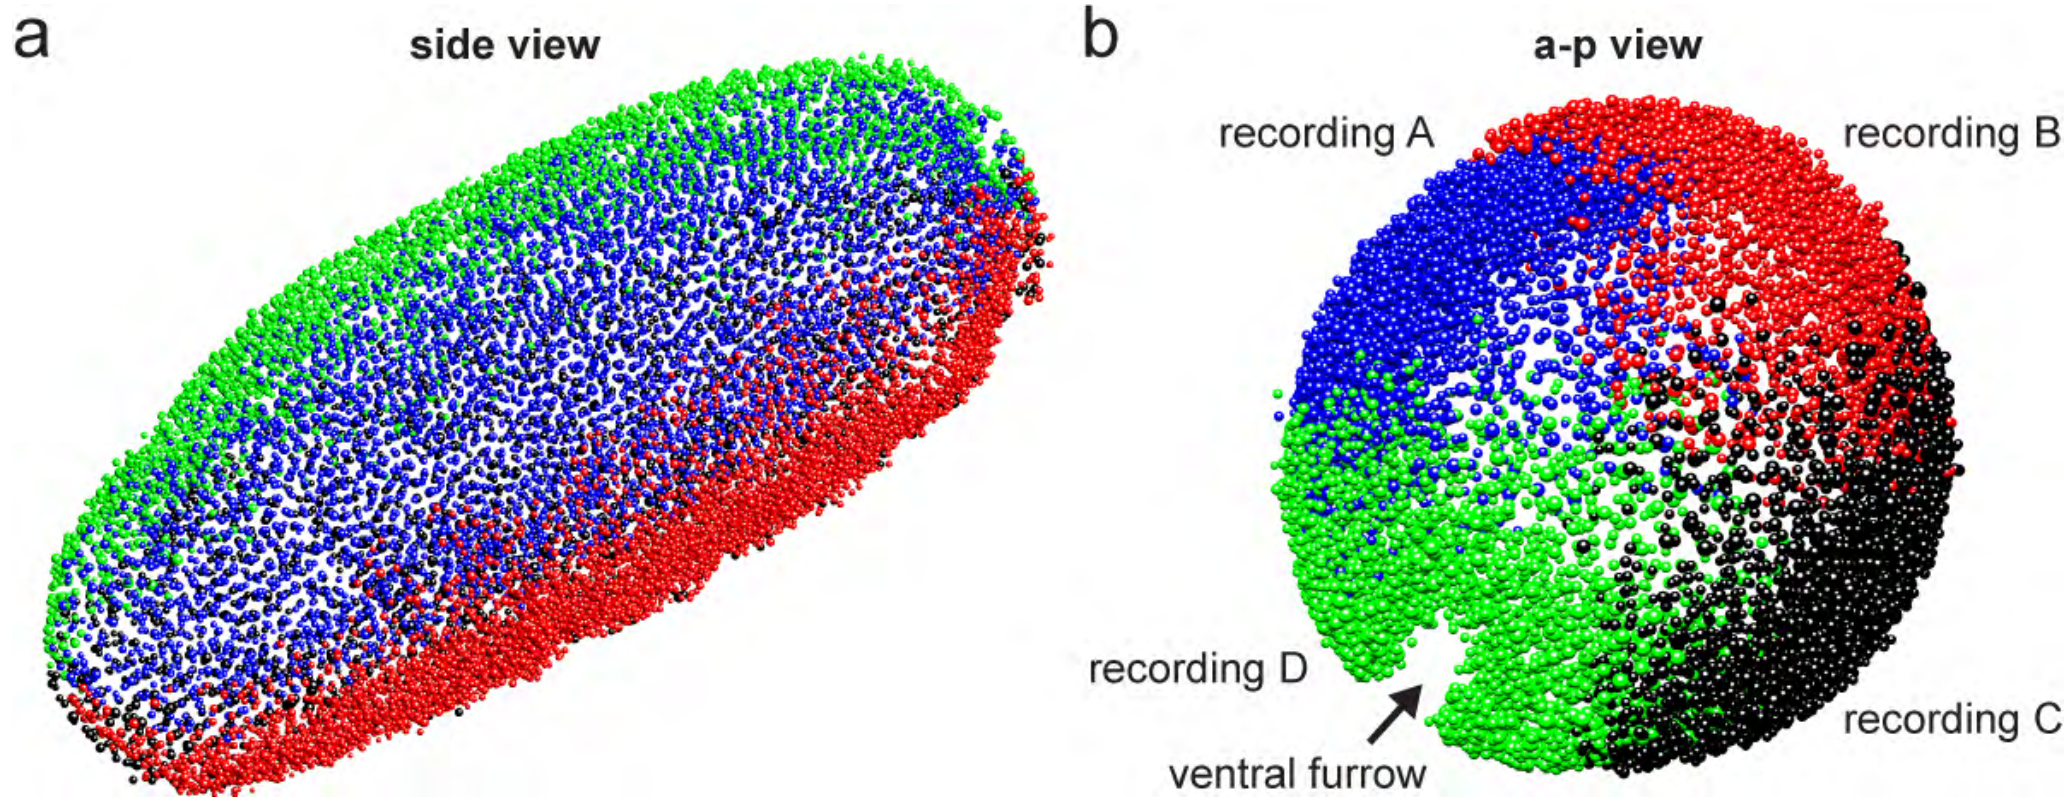 a
side view
b
a-p view
recording A
recording B
recording D
recording C
ventral furrow